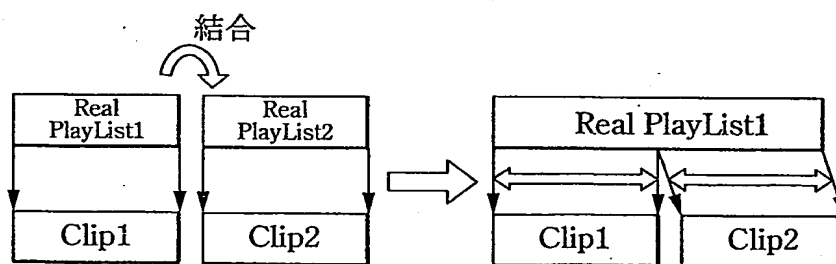 結合
Real
PlayList1
Real
PlayList2
Clip1
Clip2
Real PlayList1
Clip1
Clip2